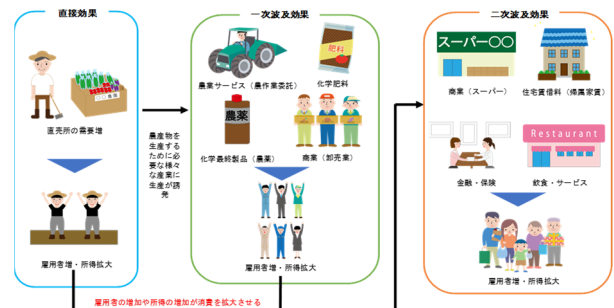 直接効果
直売所の需要増
雇用者増・所得拡大
農産物を
生産する
ために必
要な様々
な産業に
生産が誘
発
一次波及効果
農業サービス（農作業委託）
肥料
化学肥料
農薬
化学最終製品（農薬）
商業（卸売業）
雇用者増・所得拡大
雇用者の増加や所得の増加が消費を拡大させる
二次波及効果
スーパー〇〇
商業（スーパー）
住宅賃借料（帰属家賃）
金融・保険
Restaurant
飲食・サービス
雇用者増・所得拡大